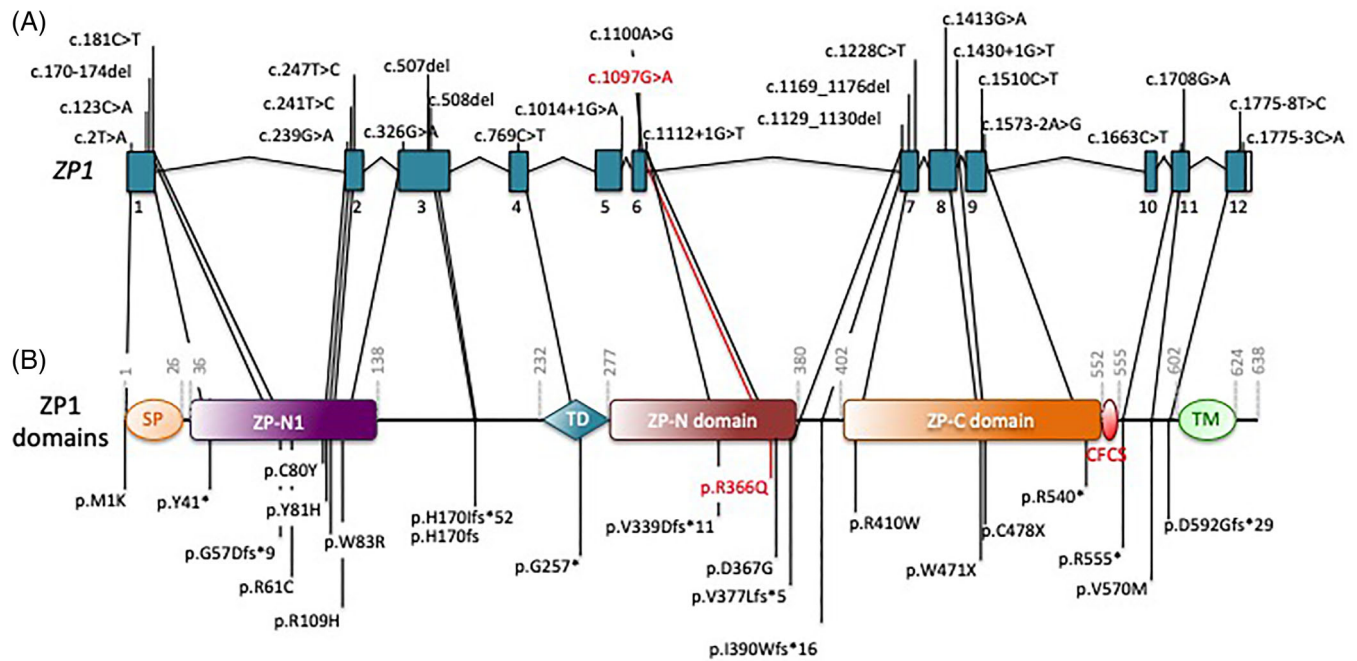 (A)
c.181C>T
c.170-174del
c.123C>A
c.2T>A
c.247T>C
c.241T>C
c.239G>A
c.507del
c.508del
c.326G>A
c.769C>T
c.1014+1G>A
c.1100A>G
c.1097G>A
c.1112+1G>T
c.1228C>T
c.1169_1176del
c.1129_1130del
c.1413G>A
c.1430+1G>T
c.1510C>T
c.1573-2A>G
c.1663C>T
c.1708G>A
c.1775-8T>C
c.1775-3C>A
ZP1
1 2 3 4 5 6 7 8 9 10 11 12
(B)
1 26 36 138 232 277 380 402 552 555 602 624 638
ZP1
domains
SP ZP-N1 TD ZP-N domain ZP-C domain TM
CFCS
p.M1K
p.Y41*
p.G57Dfs*9
p.R61C
p.C80Y
p.Y81H
p.W83R
p.R109H
p.H170Ifs*52
p.H170fs
p.G257*
p.V339Dfs*11
p.R366Q
p.D367G
p.V377Lfs*5
p.I390Wfs*16
p.R410W
p.W471X
p.C478X
p.R540*
p.R555*
p.V570M
p.D592Gfs*29